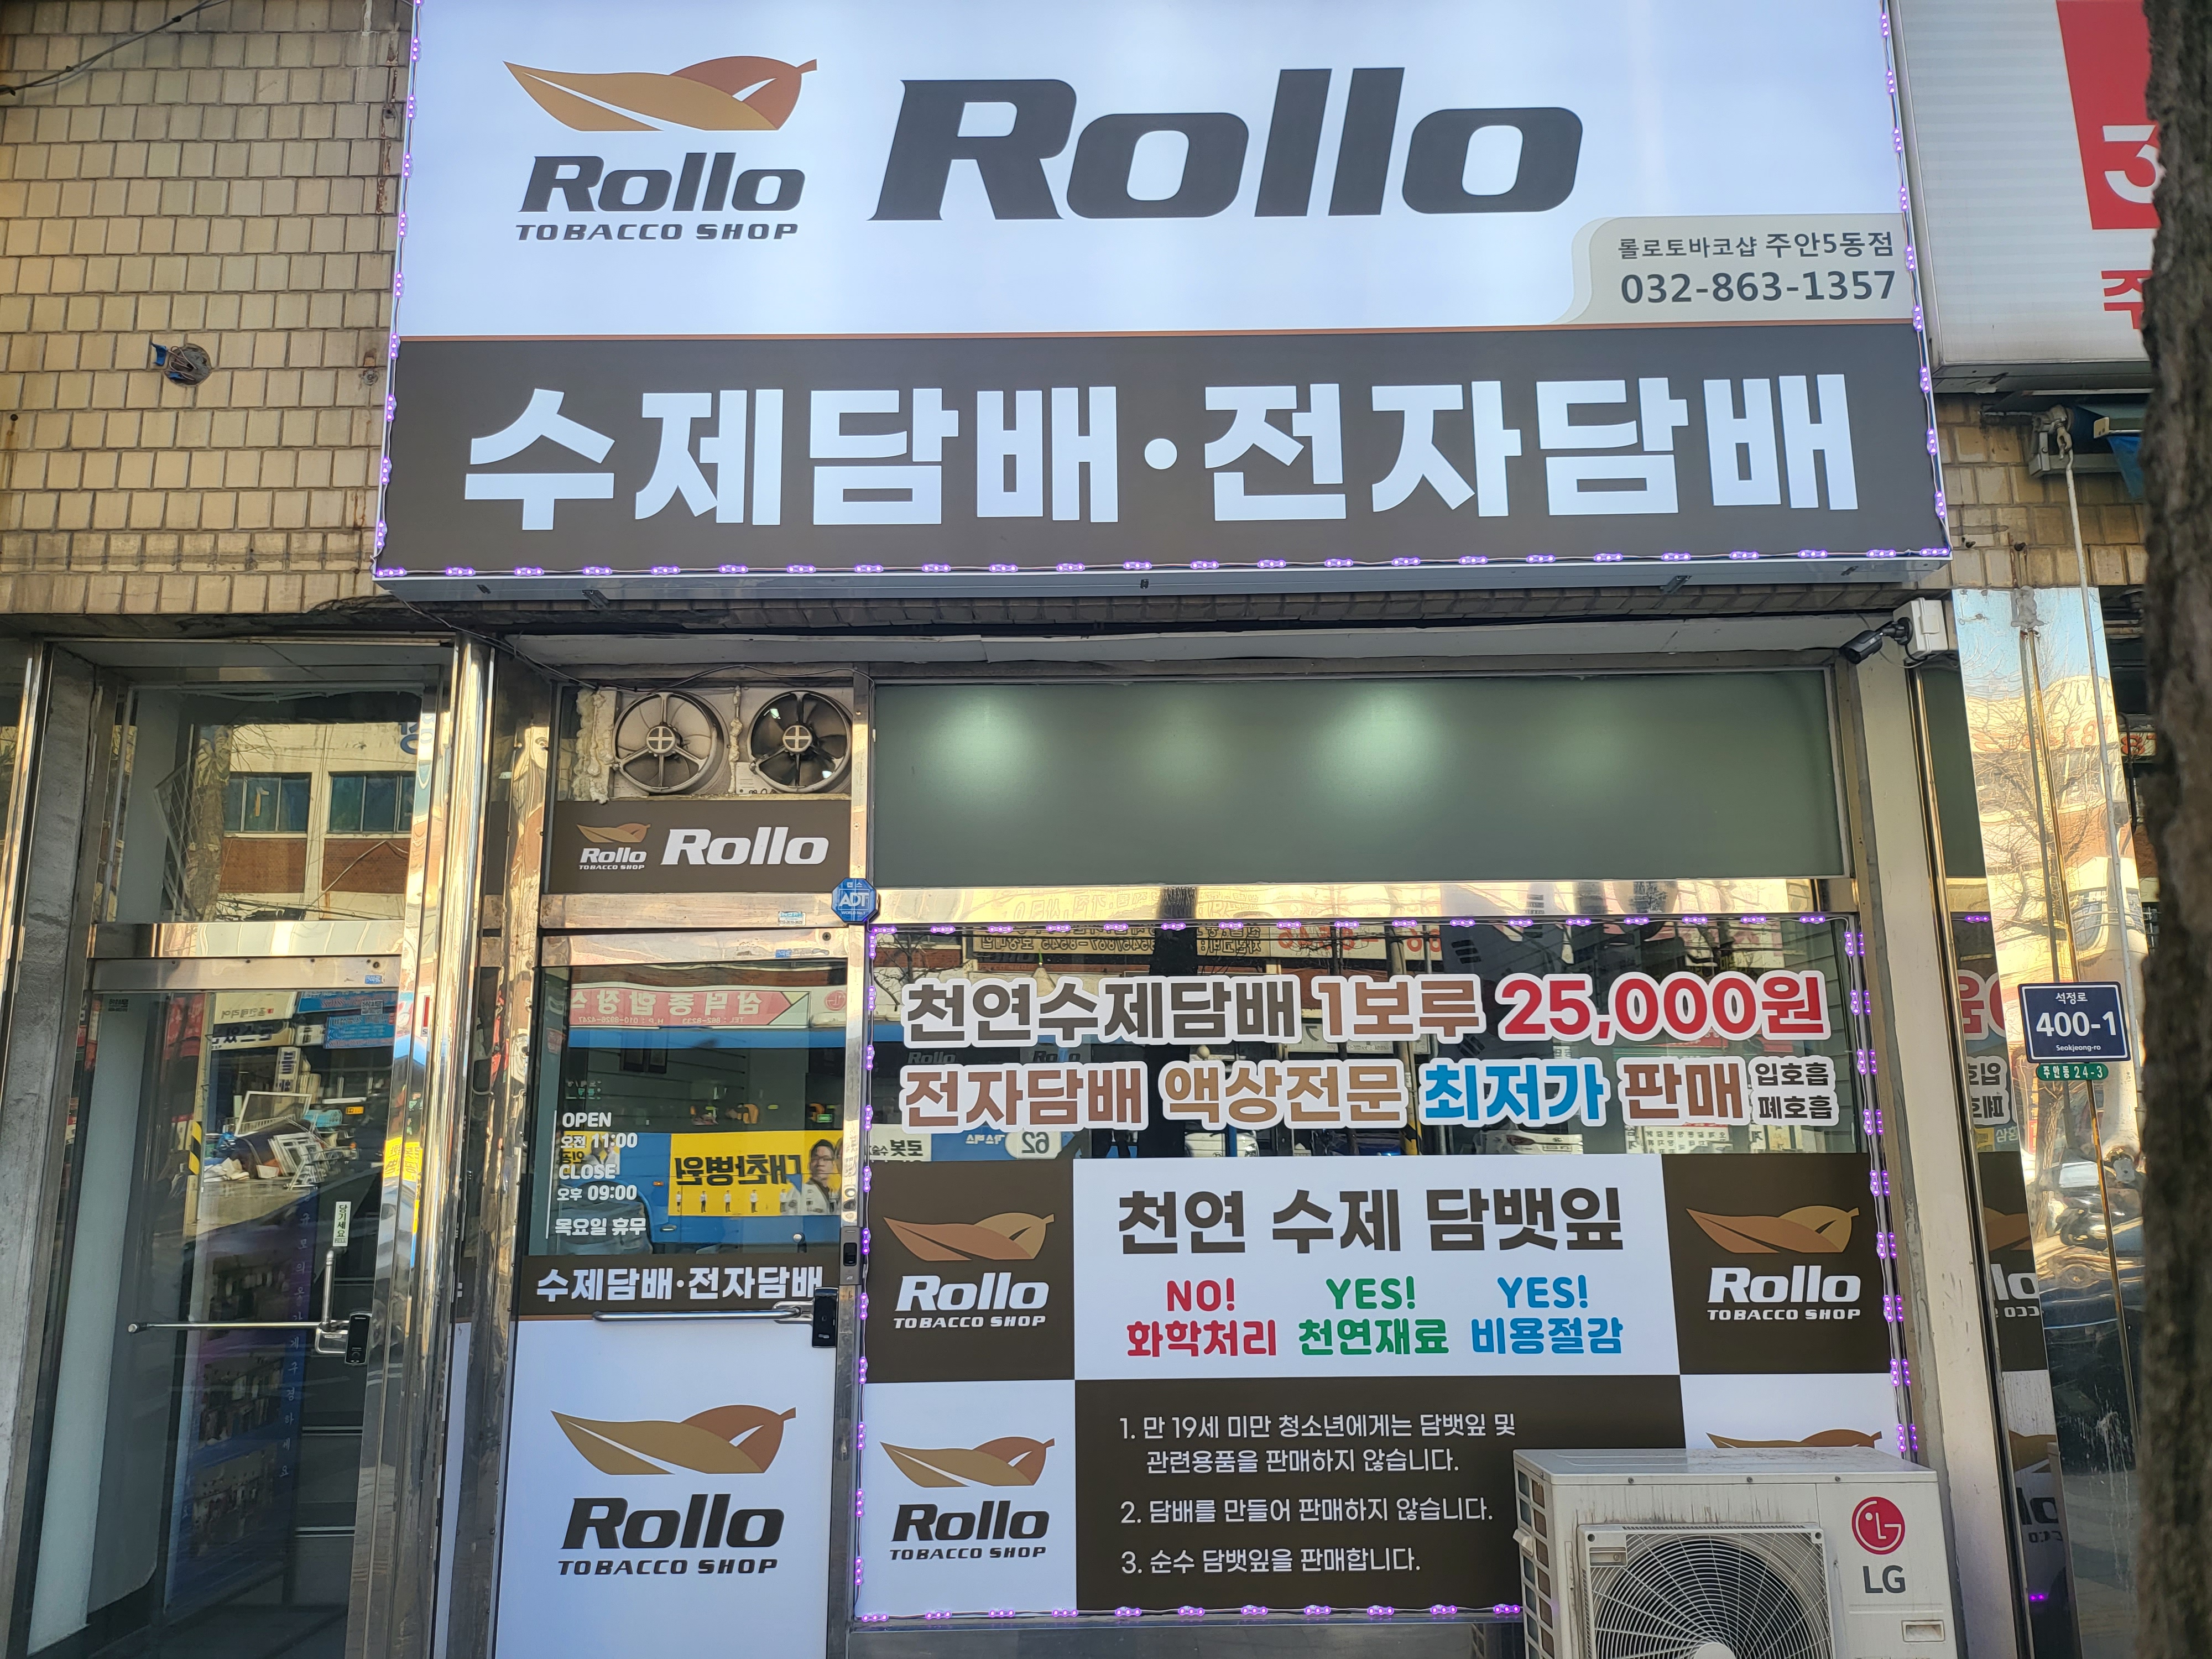 Rollo
TOBACCO SHOP
Rollo
롤로토바코샵 주안5동점
032-863-1357
수제담배·전자담배
Rollo
TOBACCO SHOP
Rollo
ADT
천연수제담배 1보루 25,000원
전자담배 액상전문 최저가 판매 입호흡 폐호흡
OPEN
오전 11:00
CLOSE
오후 09:00
목요일 휴무
수제담배·전자담배
Rollo
TOBACCO SHOP
Rollo
TOBACCO SHOP
천연 수제 담뱃잎
NO! YES! YES!
화학처리 천연재료 비용절감
Rollo
TOBACCO SHOP
Rollo
TOBACCO SHOP
1. 만 19세 미만 청소년에게는 담뱃잎 및
관련용품을 판매하지 않습니다.
2. 담배를 만들어 판매하지 않습니다.
3. 순수 담뱃잎을 판매합니다.
LG
석정로
400-1
Seokjeong-ro
주안동 24-3
당기세요
3
주